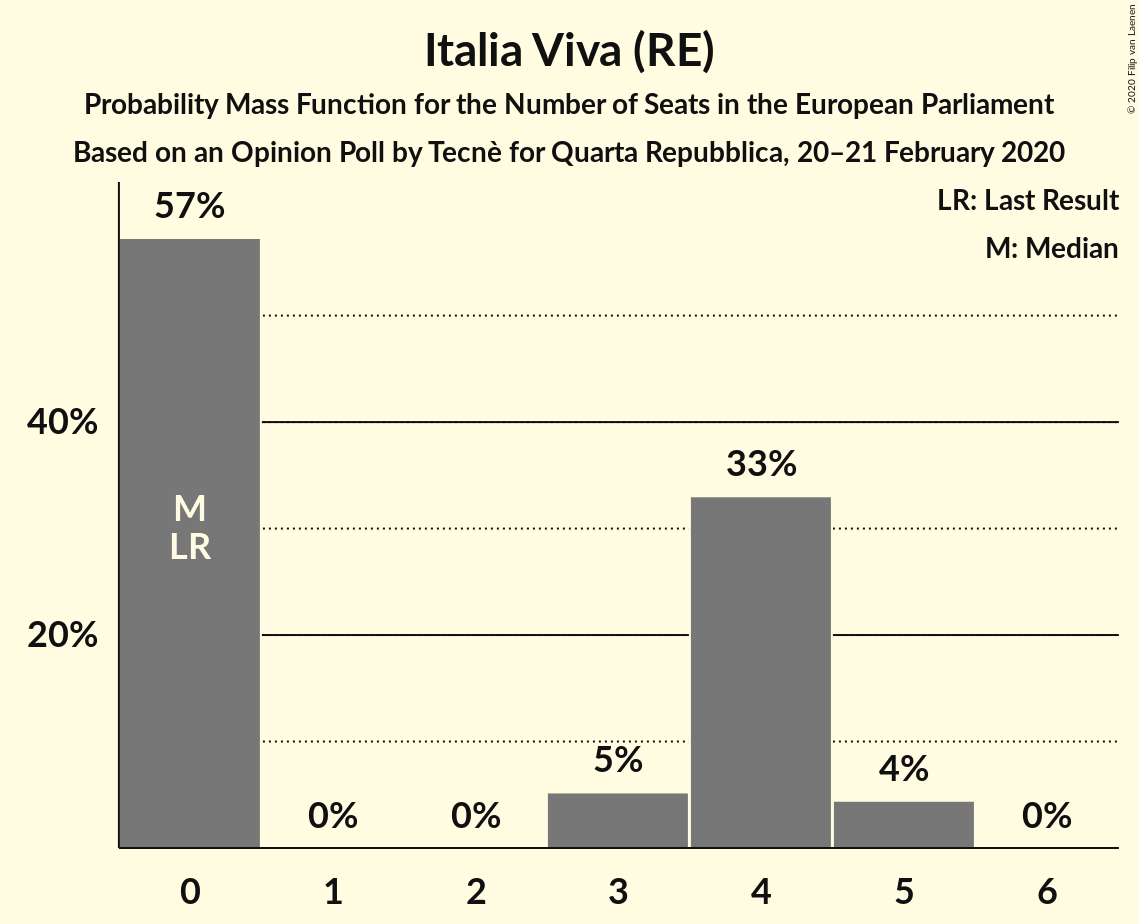 Italia Viva (RE)
Probability Mass Function for the Number of Seats in the European Parliament
Based on an Opinion Poll by Tecnè for Quarta Repubblica, 20–21 February 2020
© 2020 Filip van Laenen
LR: Last Result
M: Median
57%
40%
33%
M
LR
20%
5%
4%
0%
0%
0%
0
1
2
3
4
5
6